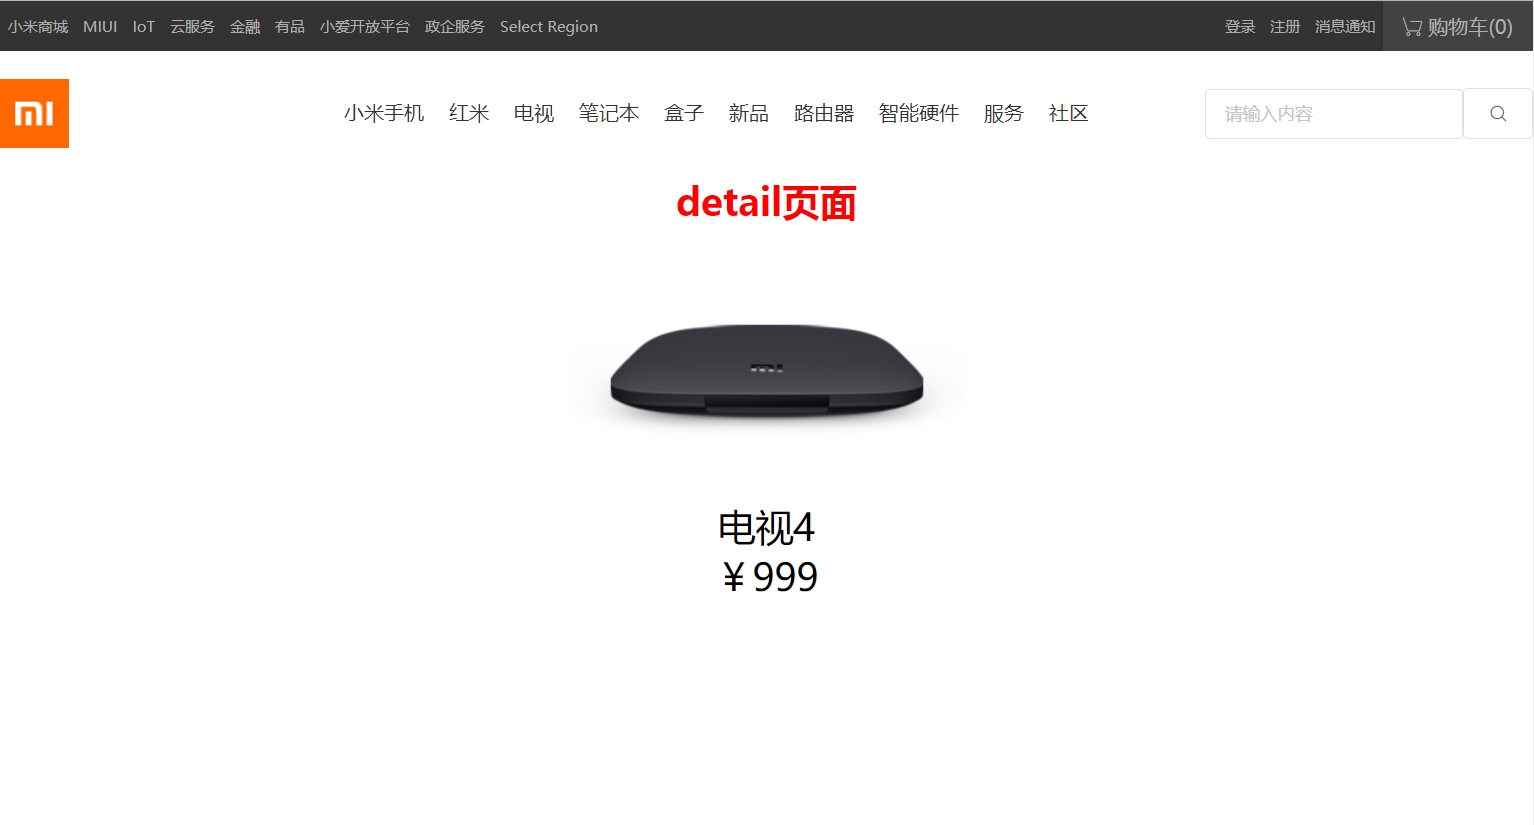 小米商城 MIUI IoT 云服务 金融 有品 小爱开放平台 政企服务 Select Region 登录 注册 消息通知 购物车(0)
mi 小米手机 红米 电视 笔记本 盒子 新品 路由器 智能硬件 服务 社区 请输入内容
detail页面
mi
电视4
￥999